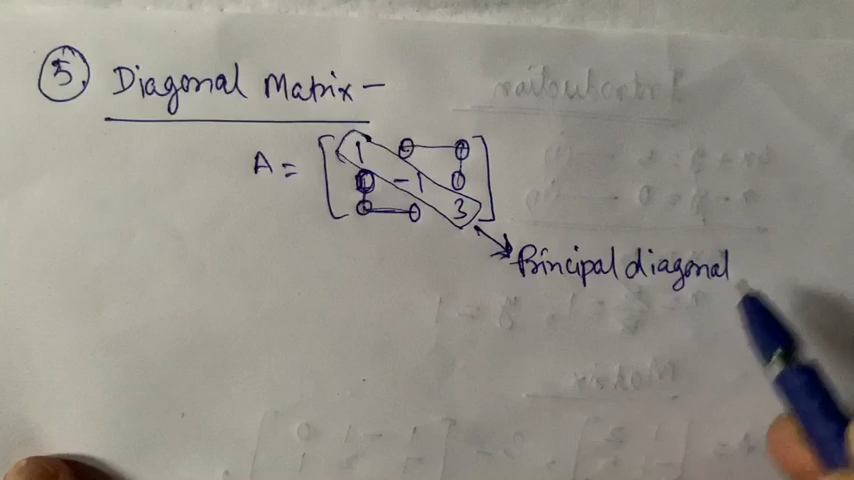 5. Diagonal Matrix -
A = [ 1 0 0
0 -1 0
0 0 3 ]
Principal diagonal